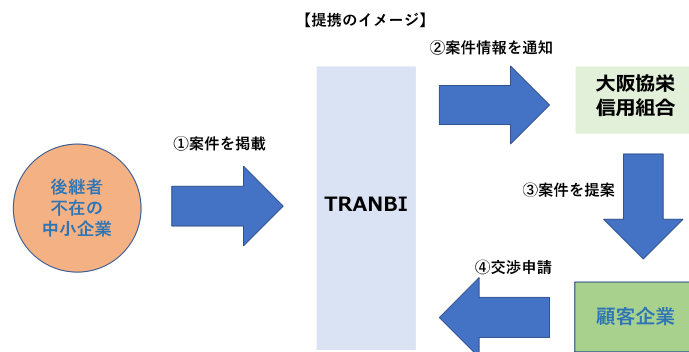 【提携のイメージ】
②案件情報を通知
大阪協栄
信用組合
①案件を掲載
後継者
不在の
中小企業
TRANBI
③案件を提案
④交渉申請
顧客企業